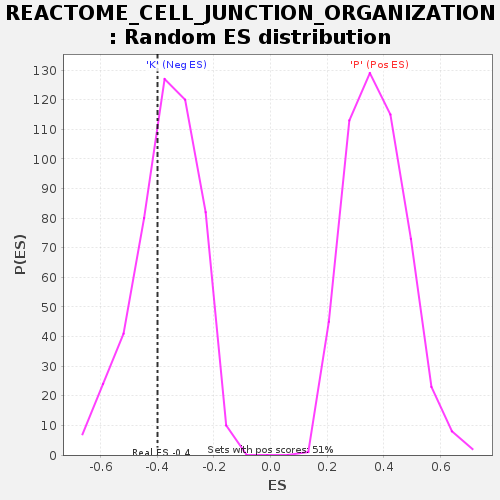 REACTOME_CELL_JUNCTION_ORGANIZATION
: Random ES distribution
'K' (Neg ES) 'P' (Pos ES)
130
120
110
100
90
80
70
60
50
40
30
20
10
0
P(ES)
Real ES -0.4 Sets with pos scores: 51%
-0.6 -0.4 -0.2 0.0 0.2 0.4 0.6
ES